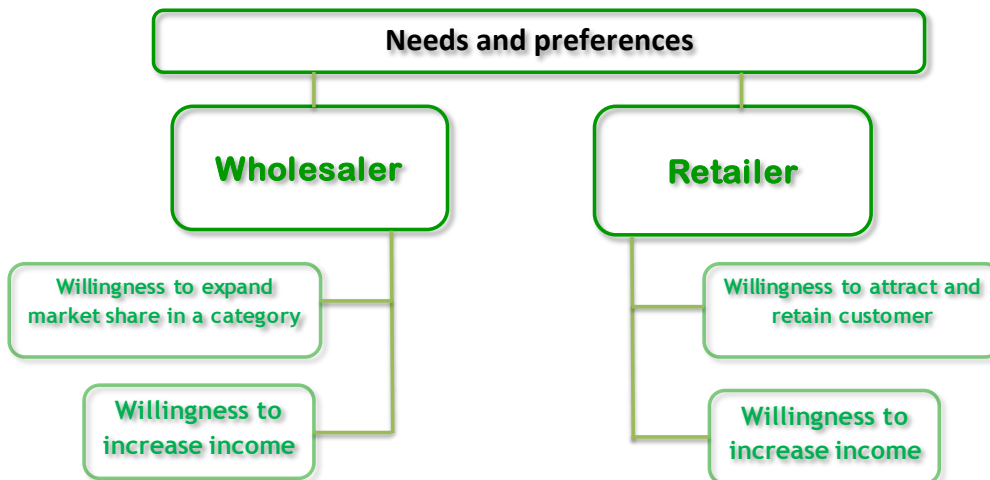 Needs and preferences
Wholesaler
Retailer
Willingness to expand
market share in a category
Willingness to attract and
retain customer
Willingness to
increase income
Willingness to
increase income